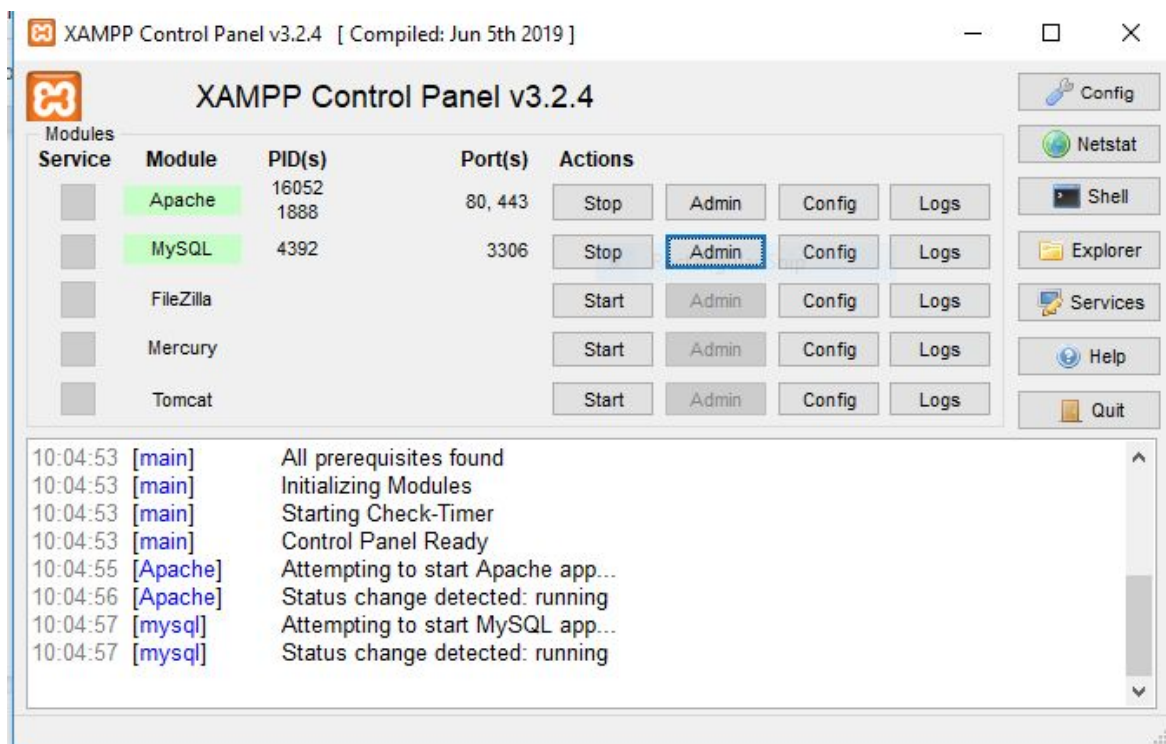 XAMPP Control Panel v3.2.4 [ Compiled: Jun 5th 2019 ]
XAMPP Control Panel v3.2.4
Config
Modules
Service Module PID(s) Port(s) Actions
Netstat
Apache 16052 1888 80, 443 Stop Admin Config Logs
Shell
MySQL 4392 3306 Stop Admin Config Logs
Explorer
FileZilla Start Admin Config Logs
Services
Mercury Start Admin Config Logs
Help
Tomcat Start Admin Config Logs
Quit
10:04:53 [main] All prerequisites found
10:04:53 [main] Initializing Modules
10:04:53 [main] Starting Check-Timer
10:04:53 [main] Control Panel Ready
10:04:55 [Apache] Attempting to start Apache app...
10:04:56 [Apache] Status change detected: running
10:04:57 [mysql] Attempting to start MySQL app...
10:04:57 [mysql] Status change detected: running